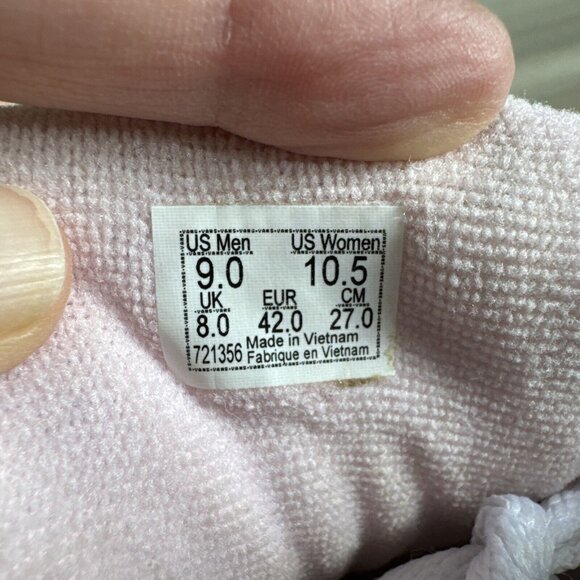 US Men US Women
9.0 10.5
UK EUR CM
8.0 42.0 27.0
721356 Made in Vietnam
Fabrique en Vietnam